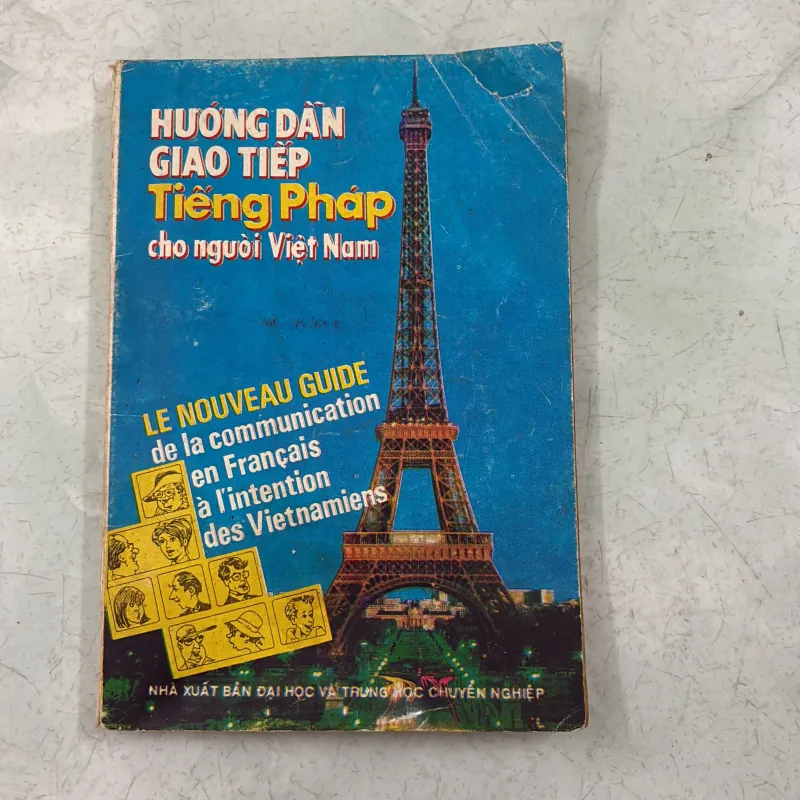 HƯỚNG DẪN
GIAO TIẾP
Tiếng Pháp
cho người Việt Nam
LE NOUVEAU GUIDE
de la communication
en Français
à l'intention
des Vietnamiens
NHÀ XUẤT BẢN ĐẠI HỌC VÀ TRUNG HỌC CHUYÊN NGHIỆP